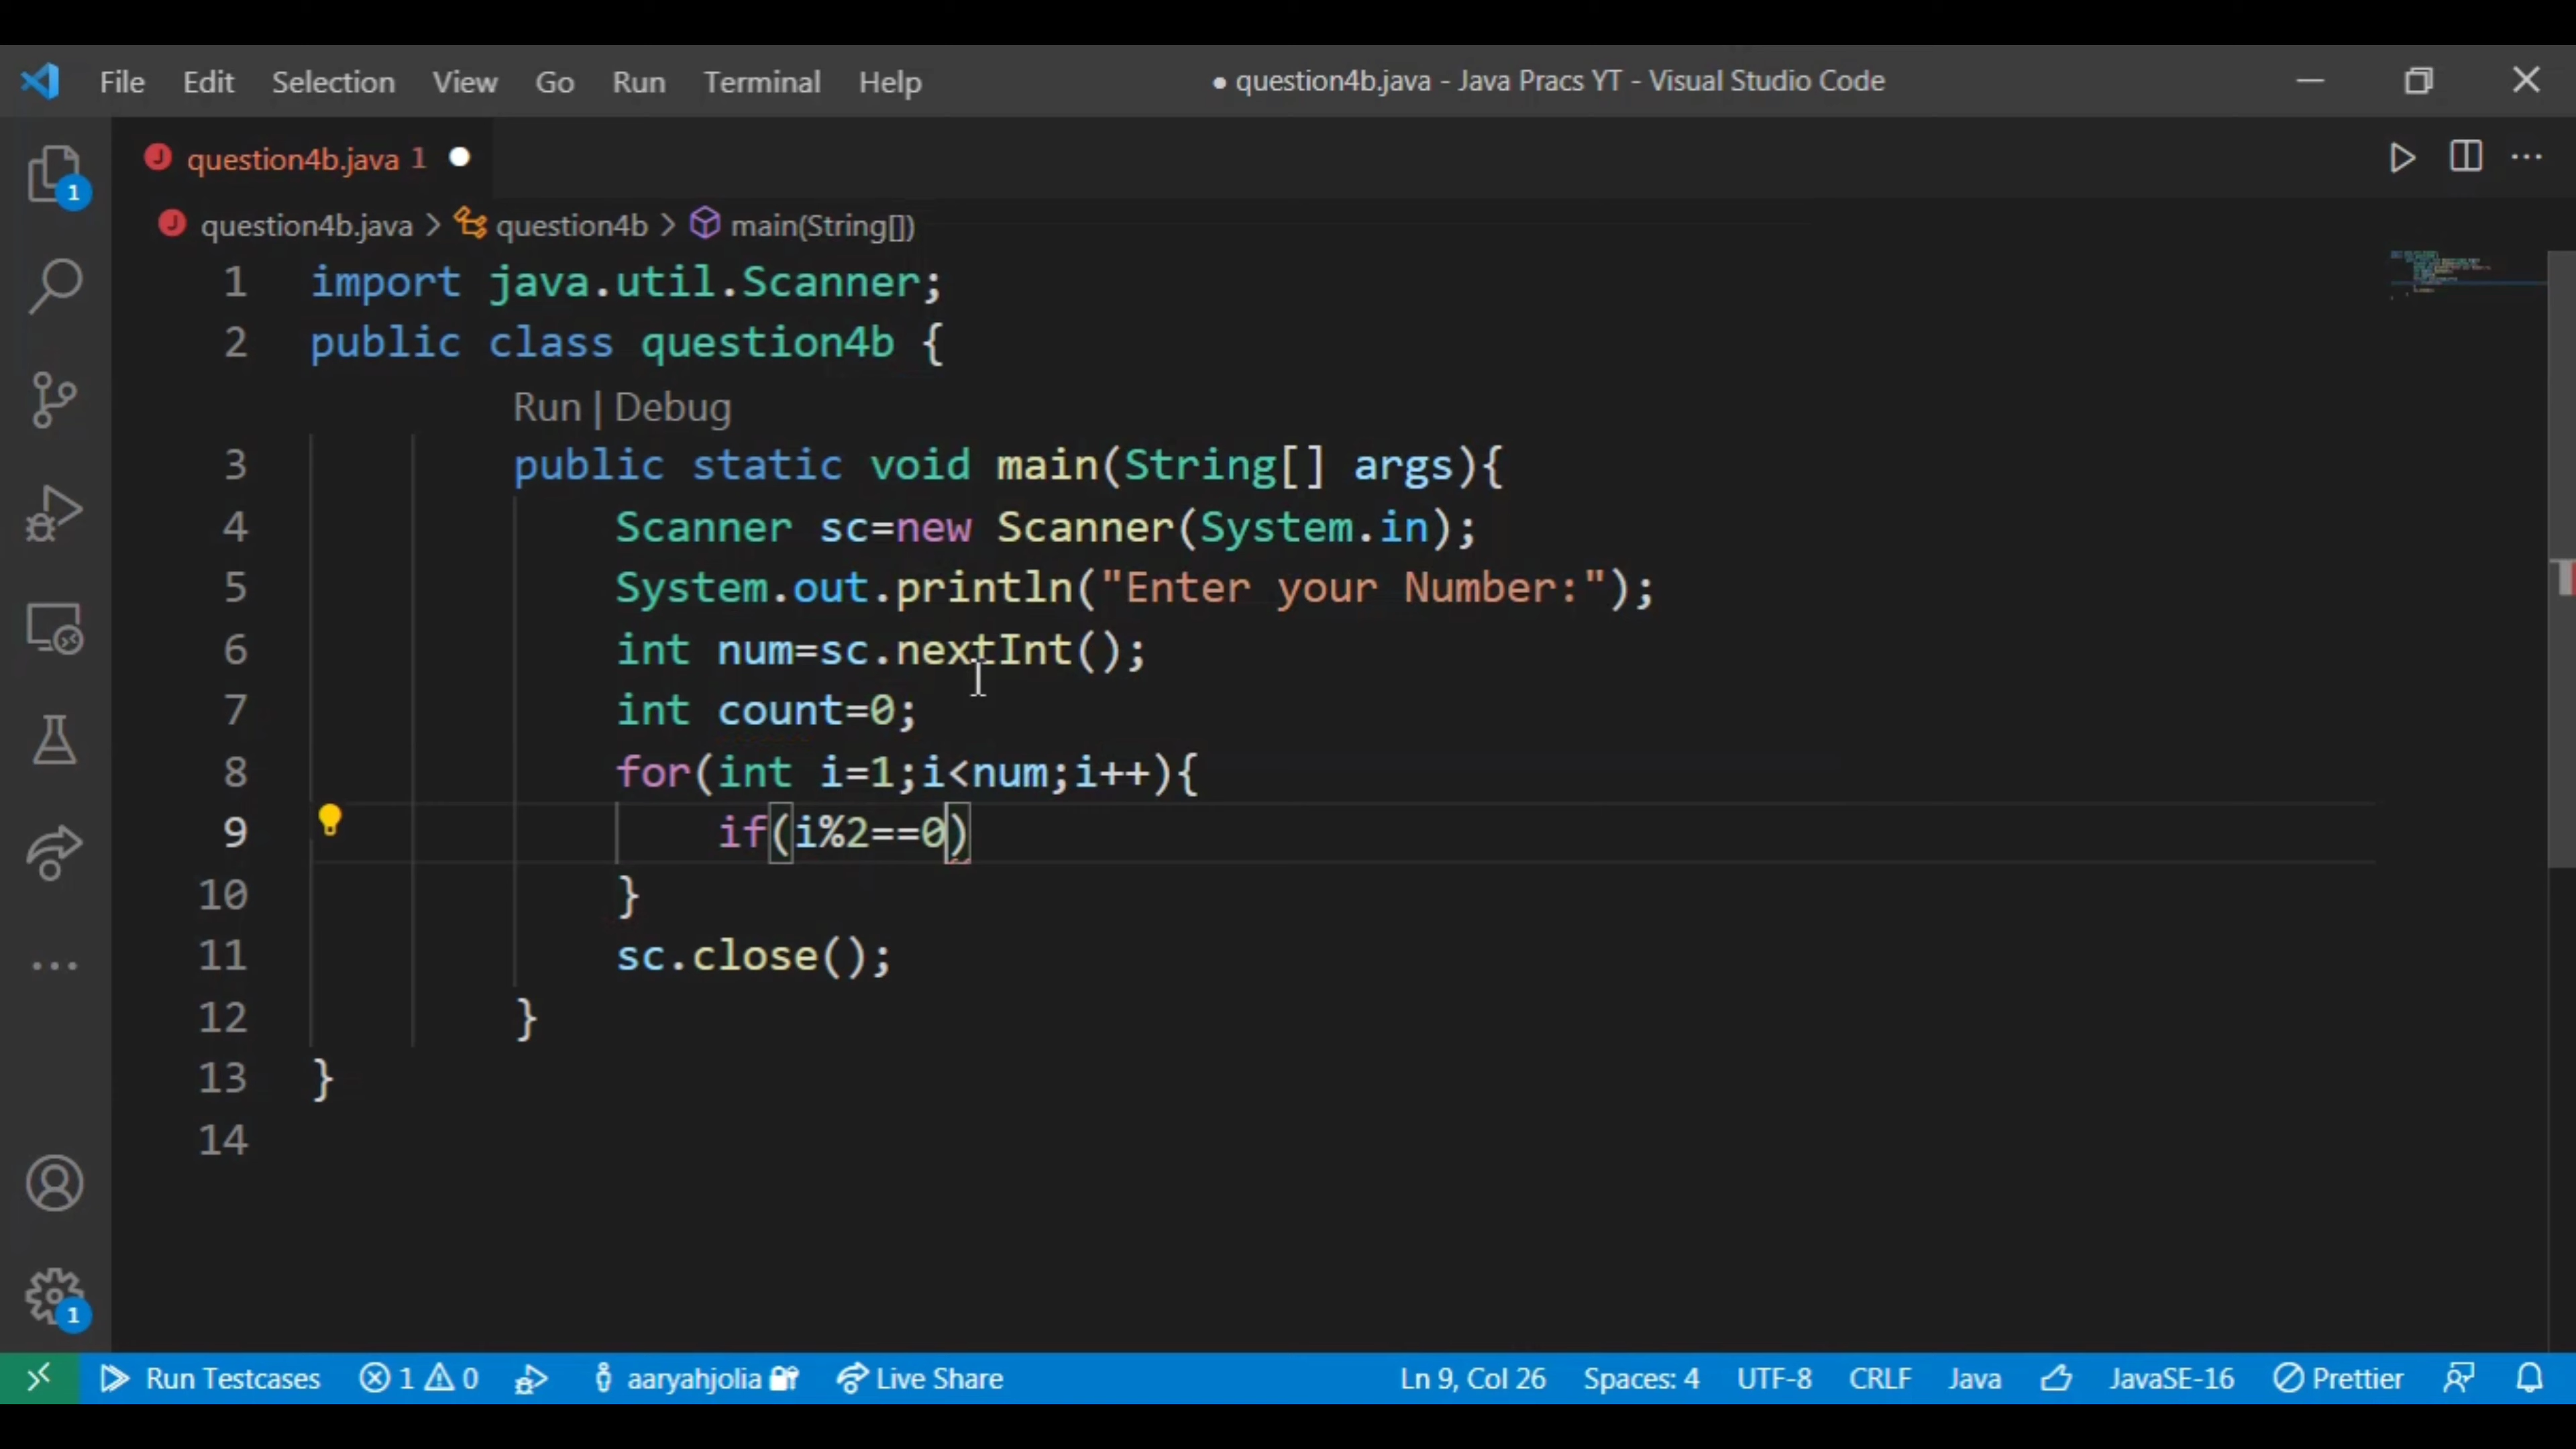 File Edit Selection View Go Run Terminal Help ● question4b.java - Java Pracs YT - Visual Studio Code
question4b.java 1
question4b.java > question4b > main(String[])
1 import java.util.Scanner;
2 public class question4b {
Run | Debug
3 public static void main(String[] args){
4 Scanner sc=new Scanner(System.in);
5 System.out.println("Enter your Number:");
6 int num=sc.nextInt();
7 int count=0;
8 for(int i=1;i<num;i++){
9 if(i%2==0)
10 }
11 sc.close();
12 }
13 }
14
1
1
Run Testcases 1 0 aaryahjolia Live Share Ln 9, Col 26 Spaces: 4 UTF-8 CRLF Java JavaSE-16 Prettier